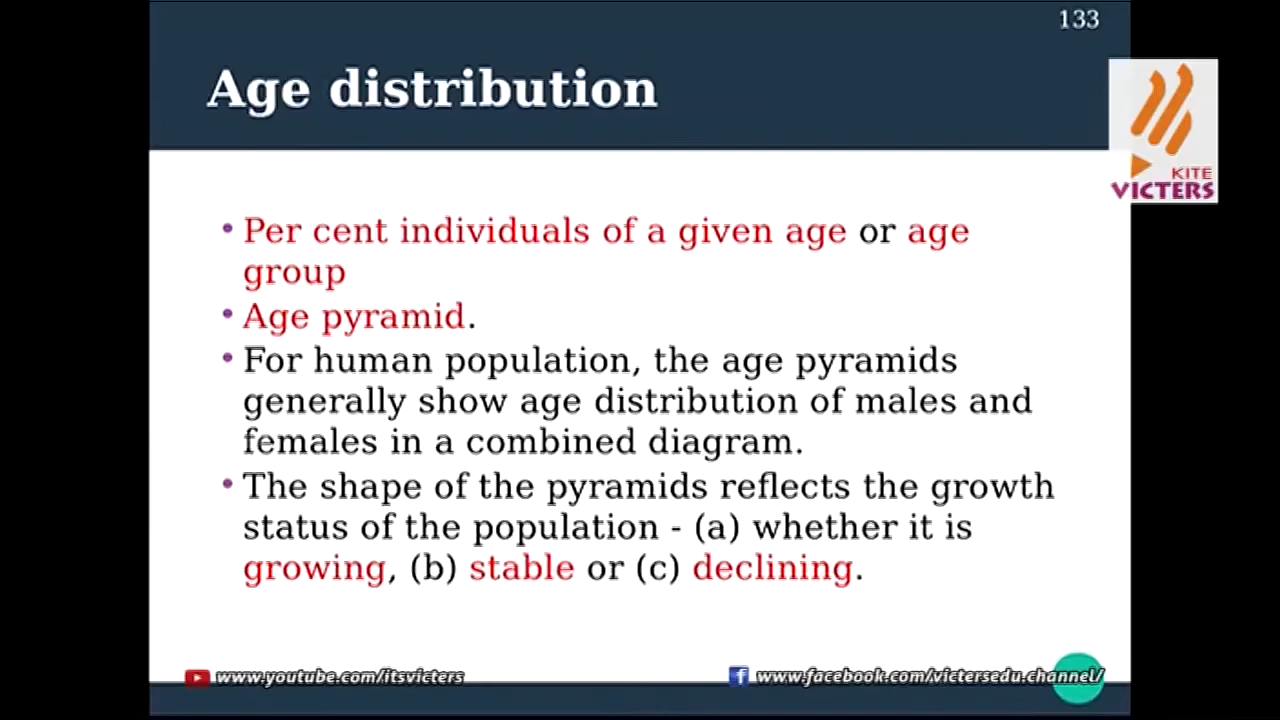 133
Age distribution
KITE
VICTERS
• Per cent individuals of a given age or age
group
• Age pyramid.
• For human population, the age pyramids
generally show age distribution of males and
females in a combined diagram.
• The shape of the pyramids reflects the growth
status of the population - (a) whether it is
growing, (b) stable or (c) declining.
www.youtube.com/itsvicters
www.facebook.com/victersedu.channel/